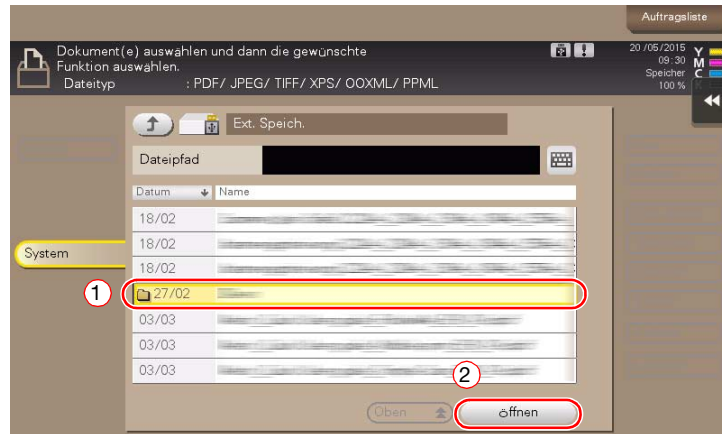 Auftragsliste
Dokument(e) auswählen und dann die gewünschte
Funktion auswählen.
Dateityp : PDF/ JPEG/ TIFF/ XPS/ OOXML/ PPML
20 /05/2015
09:30
Speicher
100 %
Y
M
C
K
Ext. Speich.
Dateipfad
Datum Name
18/02
18/02
System
18/02
1
27/02
03/03
03/03
03/03
2
Oben
öffnen